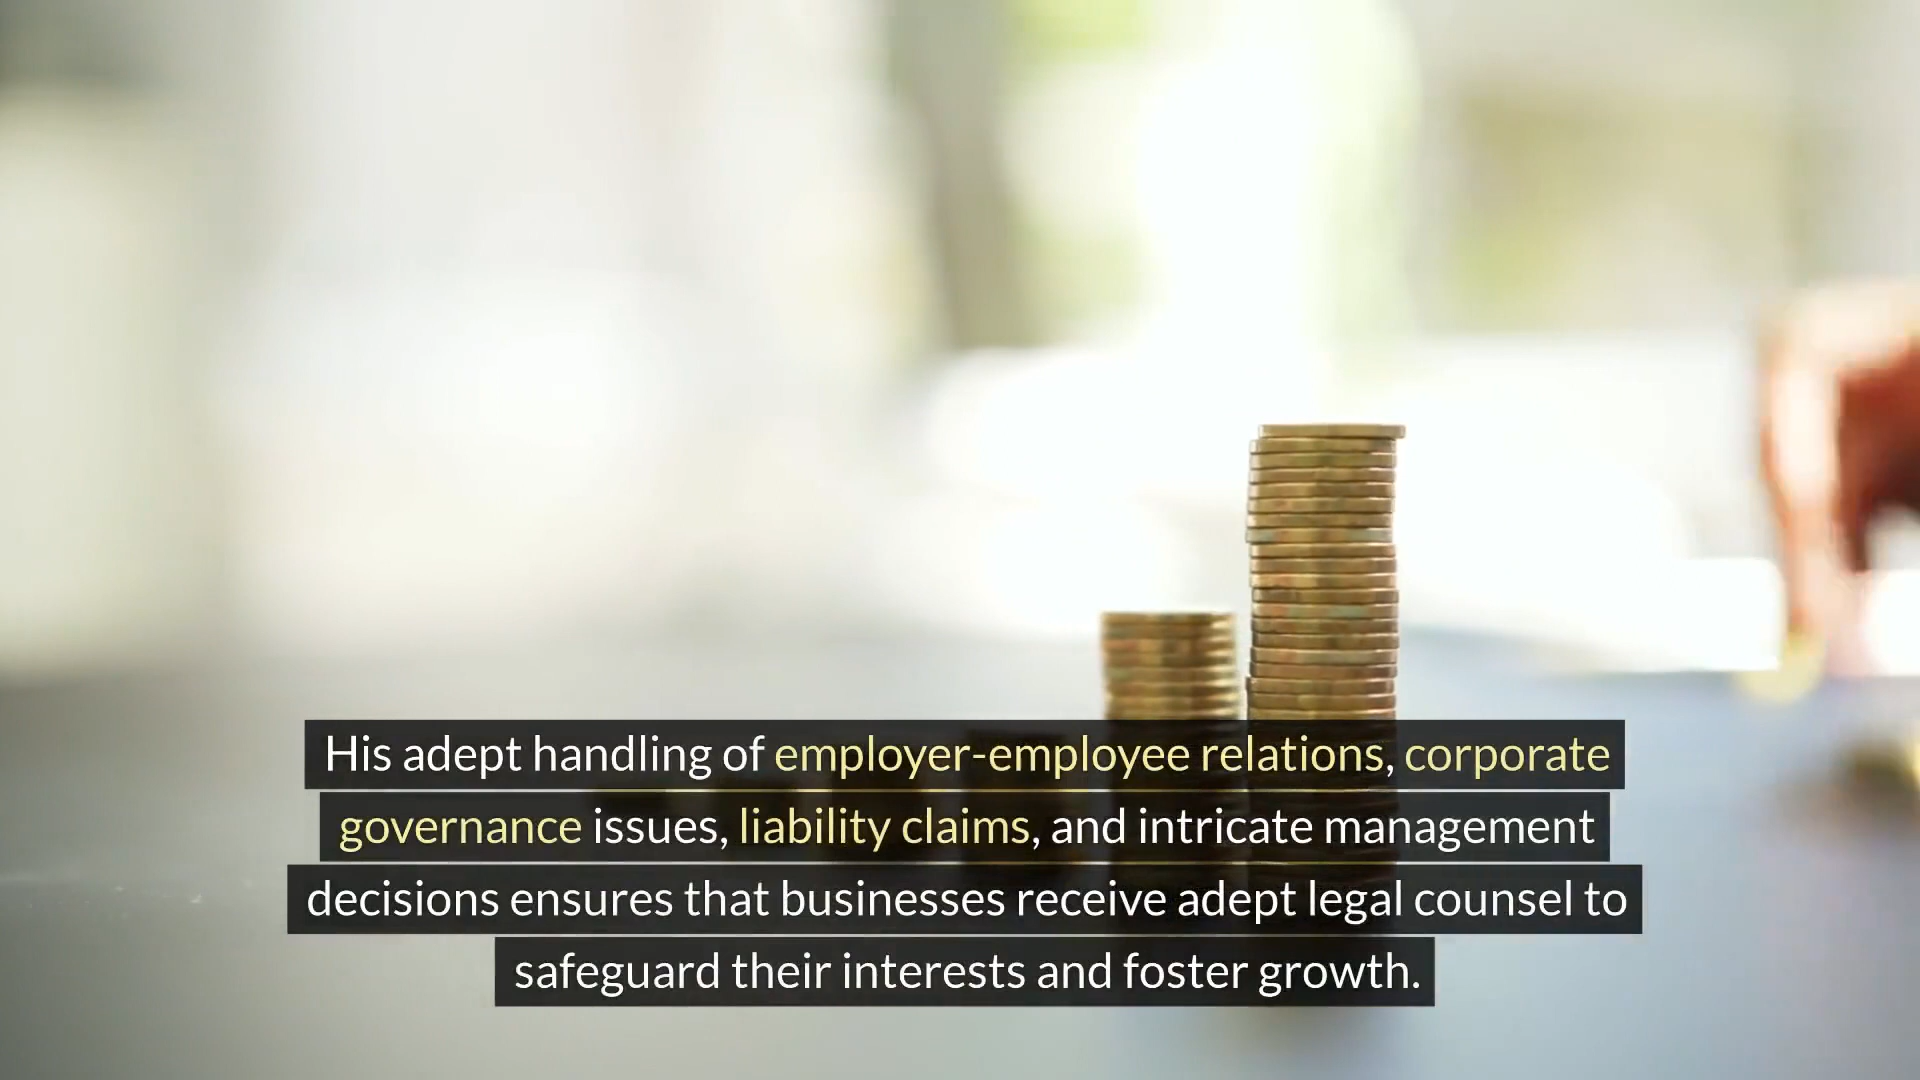 His adept handling of employer-employee relations, corporate
governance issues, liability claims, and intricate management
decisions ensures that businesses receive adept legal counsel to
safeguard their interests and foster growth.